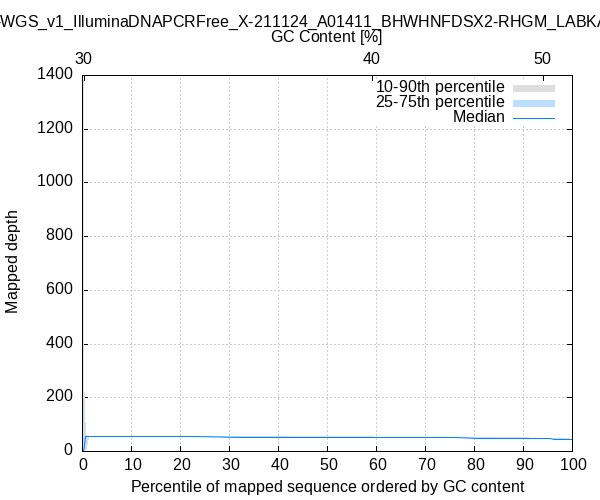 WGS_v1_IlluminaDNAPCRFree_X-211124_A01411_BHWHNFDSX2-RHGM_LABKA
GC Content [%]
30 40 50
1400
1200
1000
800
600
400
200
0
Mapped depth
10-90th percentile
25-75th percentile
Median
0 10 20 30 40 50 60 70 80 90 100
Percentile of mapped sequence ordered by GC content